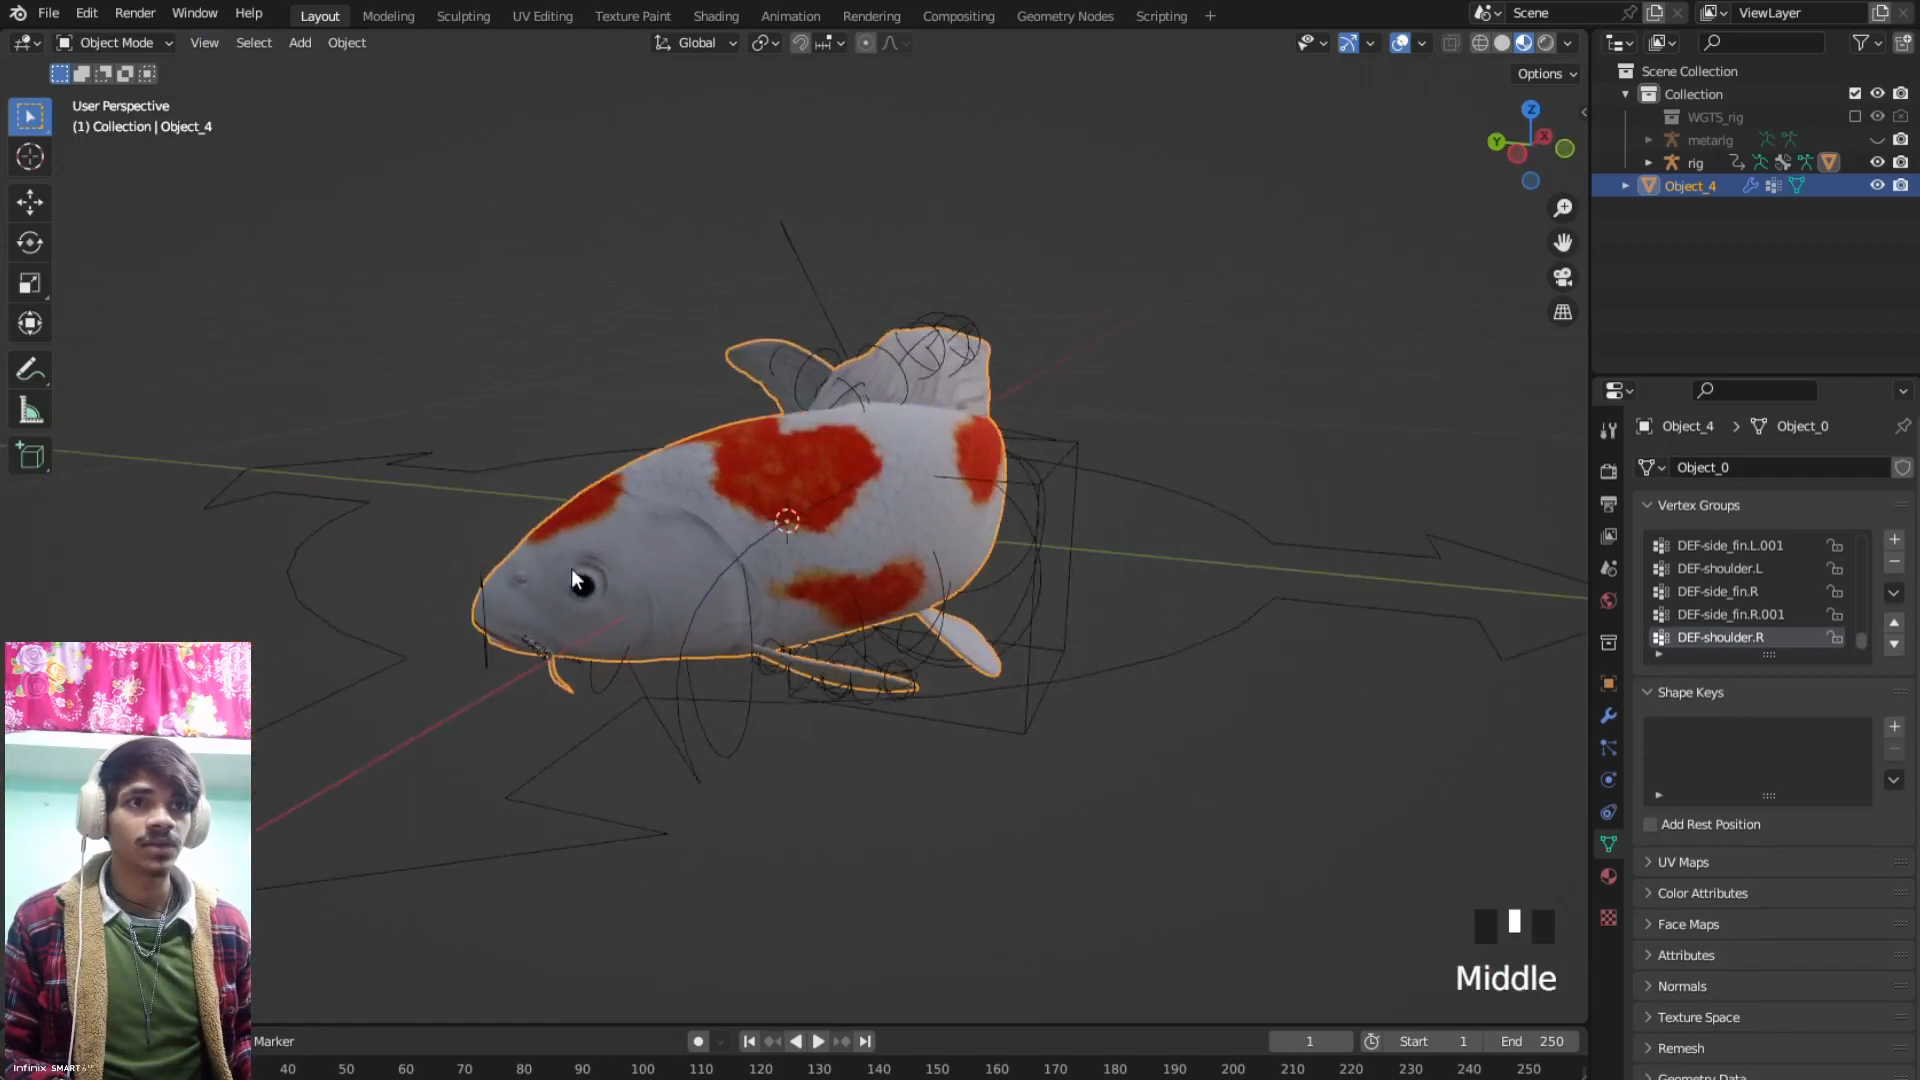 File Edit Render Window Help Layout Modeling Sculpting UV Editing Texture Paint Shading Animation Rendering Compositing Geometry Nodes Scripting + Scene ViewLayer
Object Mode View Select Add Object Global
Options
User Perspective
(1) Collection | Object_4
Z
Y
X
Scene Collection
Collection
WGTS_rig
metarig
rig
Object_4
Object_4 > Object_0
Object_0
Vertex Groups
DEF-side_fin.L.001
DEF-shoulder.L
DEF-side_fin.R
DEF-side_fin.R.001
DEF-shoulder.R
Shape Keys
Add Rest Position
UV Maps
Color Attributes
Face Maps
Attributes
Normals
Texture Space
Remesh
Geometry Data
Middle
Marker
1 Start 1 End 250
40 50 60 70 80 90 100 110 120 130 140 150 160 170 180 190 200 210 220 230 240 250
Infinix SMART